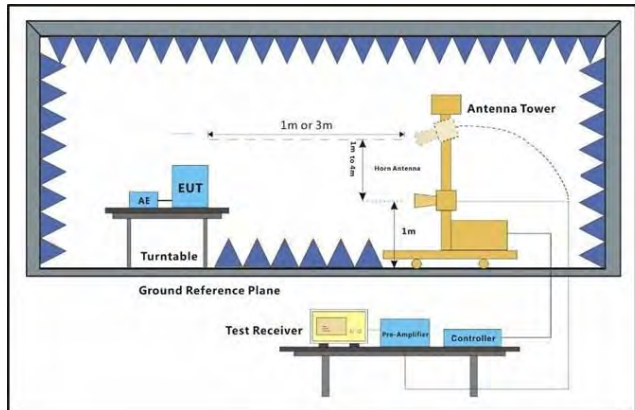 Antenna Tower
1m or 3m
1m to 4m
Horn Antenna
EUT
AE
1m
Turntable
Ground Reference Plane
Test Receiver
Pre-Amplifier
Controller